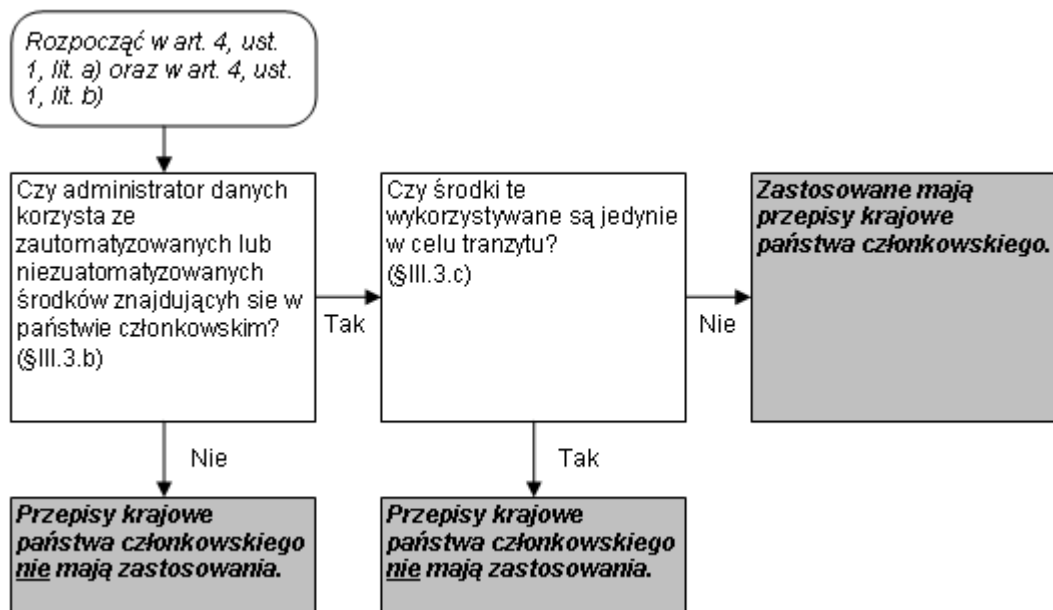 Rozpocząć w art. 4, ust.
1, lit. a) oraz w art. 4, ust.
1, lit. b)
Czy administrator danych
korzysta ze
zautomatyzowanych lub
niezuatomatyzowanych
środków znajdującyh sie w
państwie członkowskim?
(§III.3.b)
Tak
Czy środki te
wykorzystywane są jedynie
w celu tranzytu?
(§III.3.c)
Nie
Zastosowane mają
przepisy krajowe
państwa członkowskiego.
Nie
Tak
Przepisy krajowe
państwa członkowskiego
nie mają zastosowania.
Przepisy krajowe
państwa członkowskiego
nie mają zastosowania.